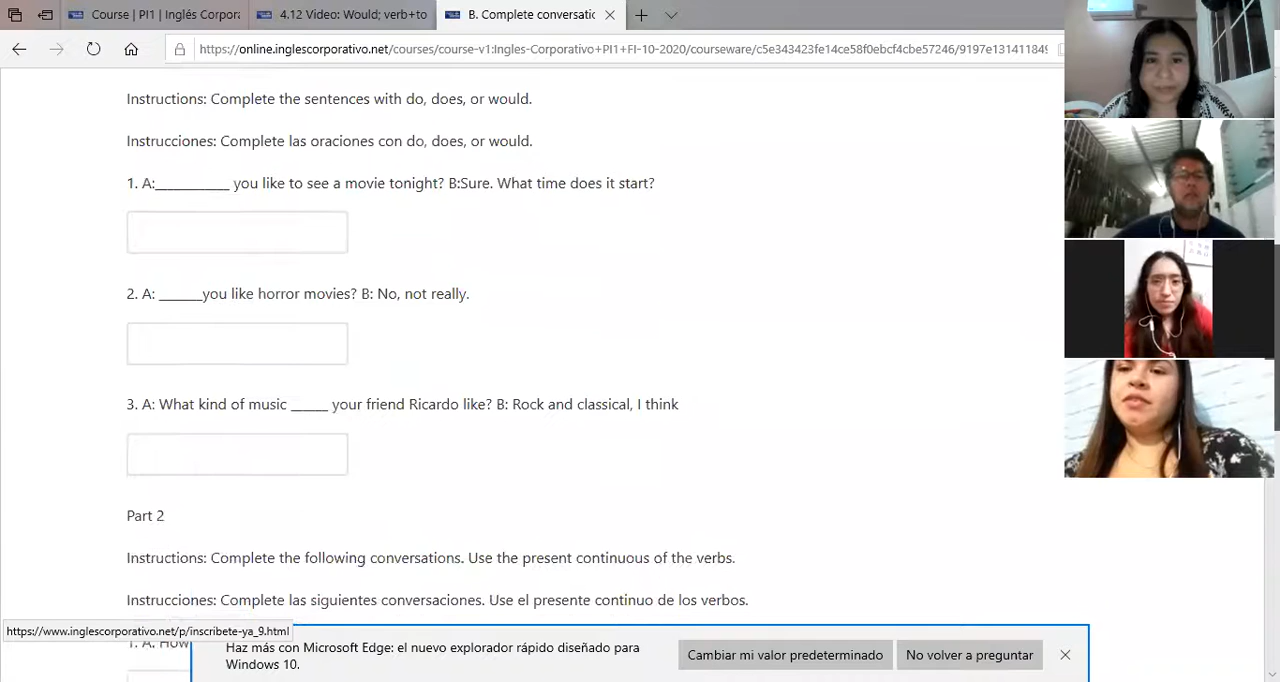 Course | PI1 | Inglés Corpora
4.12 Video: Would; verb+to
B. Complete conversatic
https://online.inglescorporativo.net/courses/course-v1:Ingles-Corporativo+PI1+FI-10-2020/courseware/c5e343423fe14ce58f0ebcf4cbe57246/9197e131411849
Instructions: Complete the sentences with do, does, or would.
Instrucciones: Complete las oraciones con do, does, or would.
1. A:___________ you like to see a movie tonight? B:Sure. What time does it start?
2. A: ______you like horror movies? B: No, not really.
3. A: What kind of music _____ your friend Ricardo like? B: Rock and classical, I think
Part 2
Instructions: Complete the following conversations. Use the present continuous of the verbs.
Instrucciones: Complete las siguientes conversaciones. Use el presente continuo de los verbos.
https://www.inglescorporativo.net/p/inscribete-ya_9.html
1. A: How
Haz más con Microsoft Edge: el nuevo explorador rápido diseñado para
Windows 10.
Cambiar mi valor predeterminado
No volver a preguntar